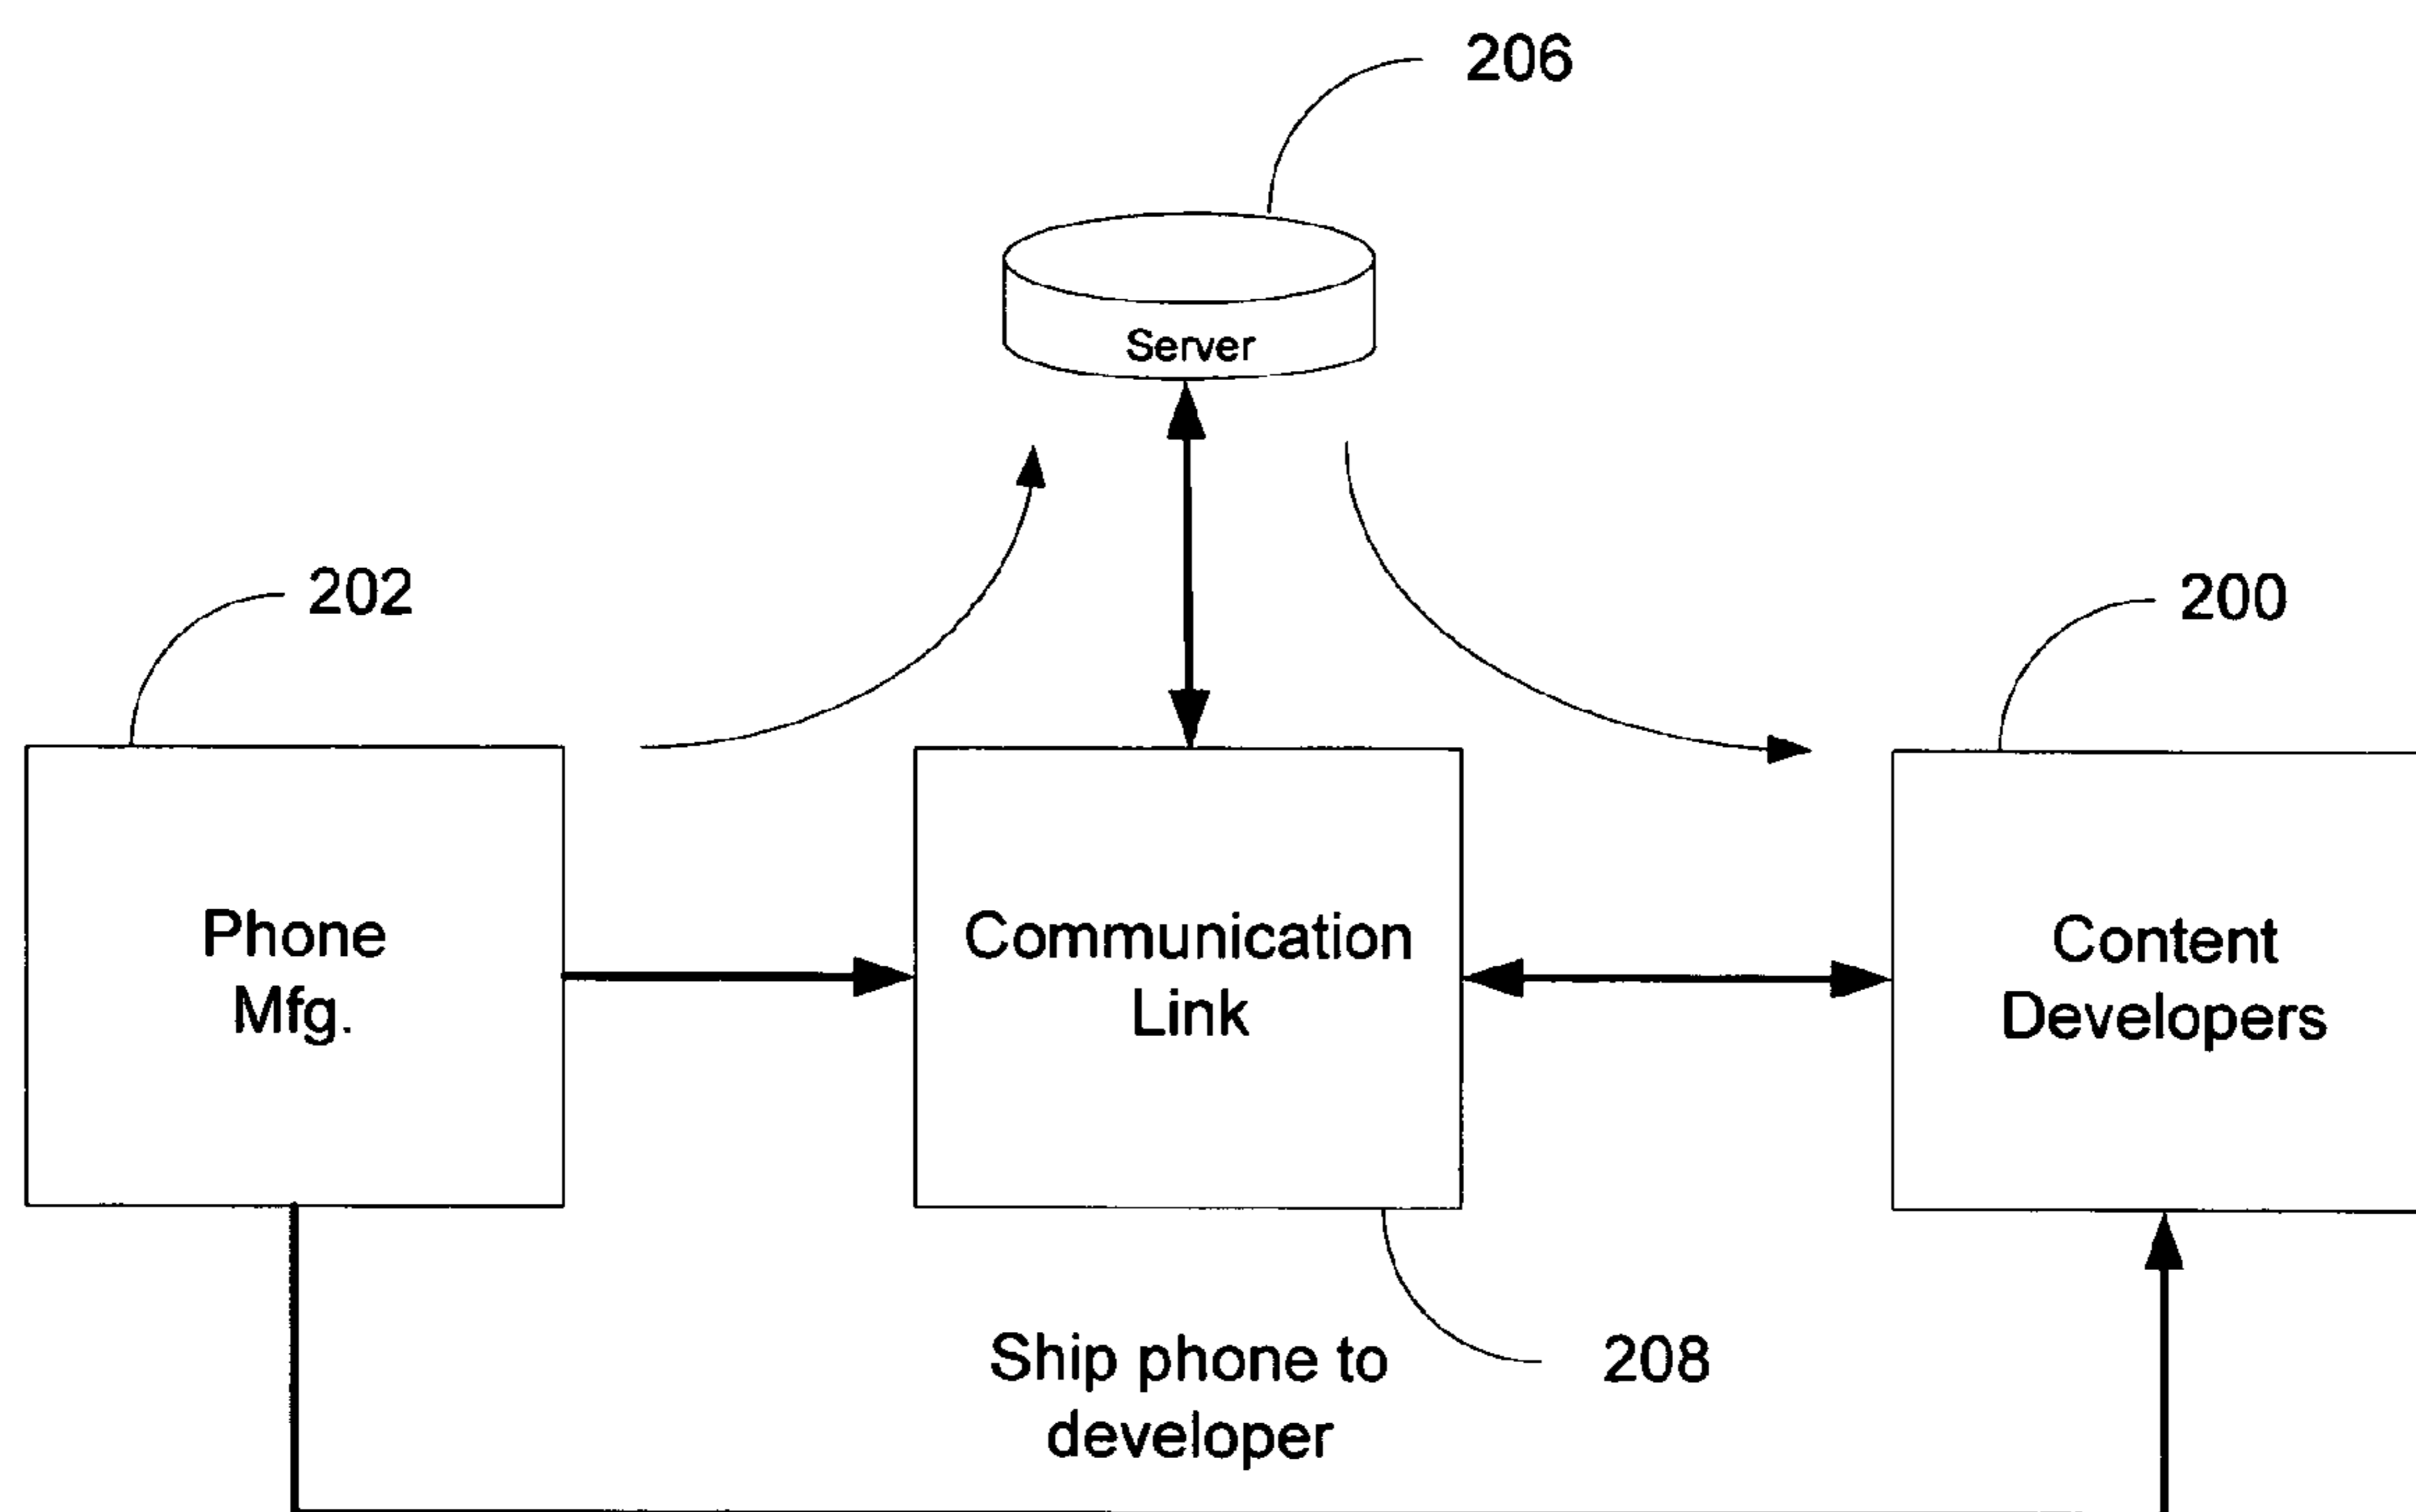 206
Server
202
200
Phone
Mfg.
Communication
Link
Content
Developers
Ship phone to
developer
208